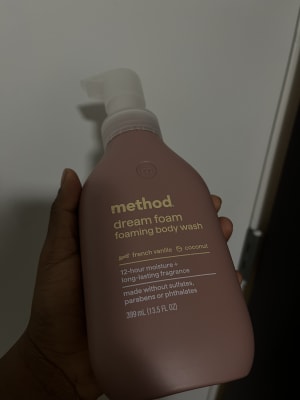 method
dream foam
foaming body wash
french vanilla coconut
12-hour moisture +
long-lasting fragrance
made without sulfates,
parabens or phthalates
399 mL (13.5 FL OZ)